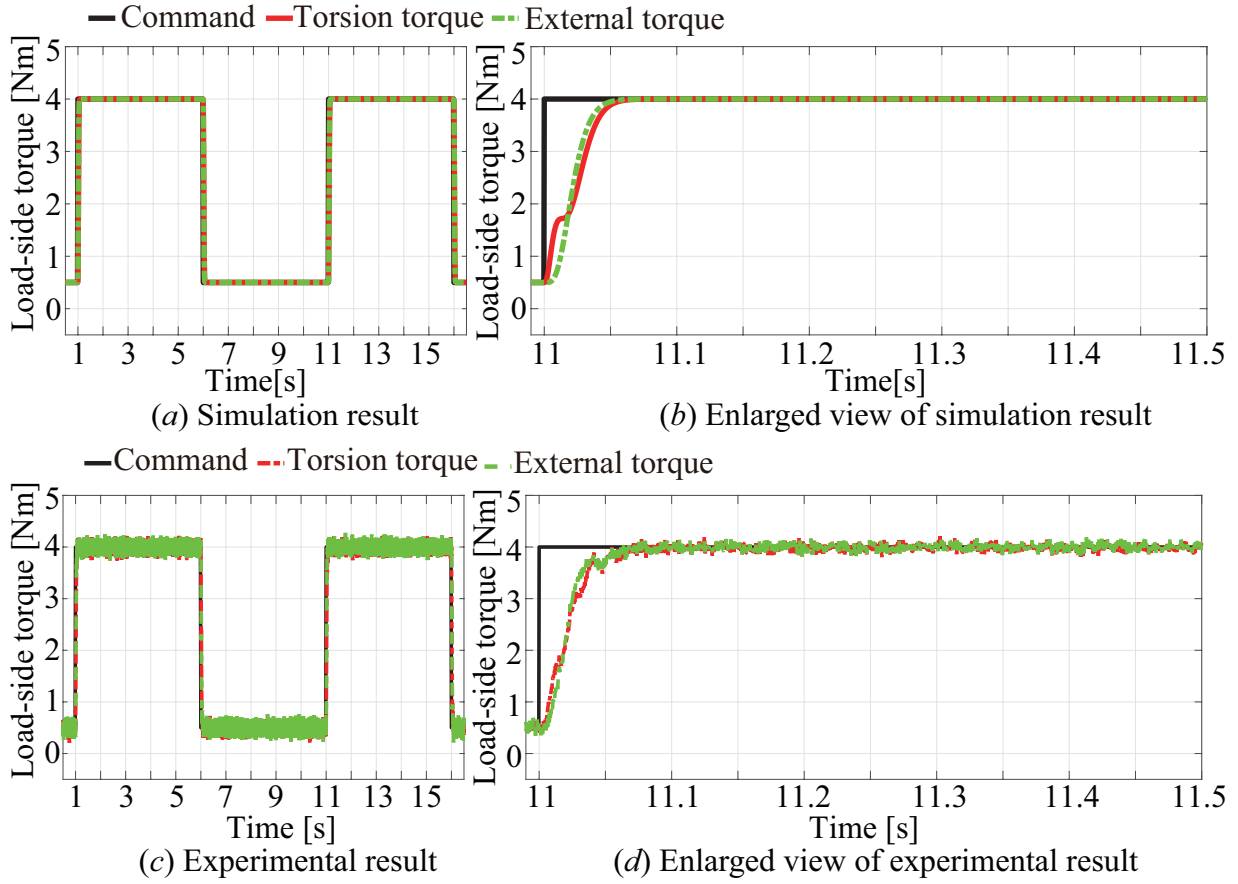 Command Torsion torque External torque
Load-side torque [Nm]
5
4
3
2
1
0
1 3 5 7 9 11 13 15
Time[s]
(a) Simulation result
Load-side torque [Nm]
5
4
3
2
1
0
11 11.1 11.2 11.3 11.4 11.5
Time[s]
(b) Enlarged view of simulation result
Command Torsion torque External torque
Load-side torque [Nm]
5
4
3
2
1
0
1 3 5 7 9 11 13 15
Time [s]
(c) Experimental result
Load-side torque [Nm]
5
4
3
2
1
0
11 11.1 11.2 11.3 11.4 11.5
Time [s]
(d) Enlarged view of experimental result